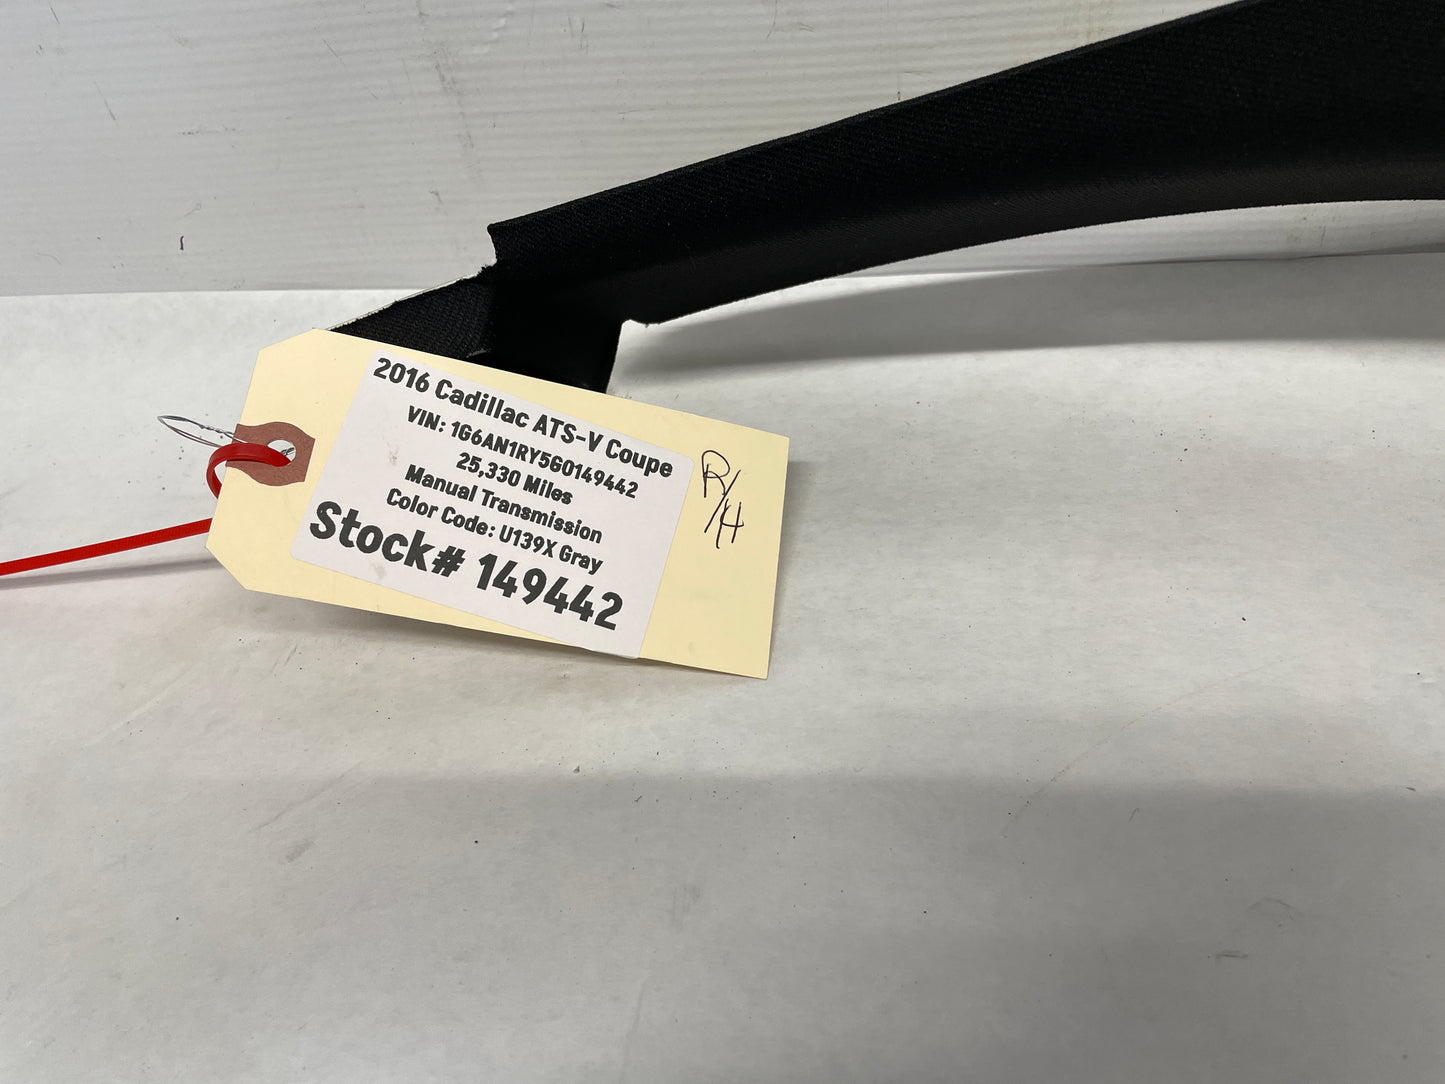 2016 Cadillac ATS-V Coupe
VIN: 1G6AN1RY5G0149442
25,330 Miles
Manual Transmission
Color Code: U139X Gray
Stock# 149442
R/H